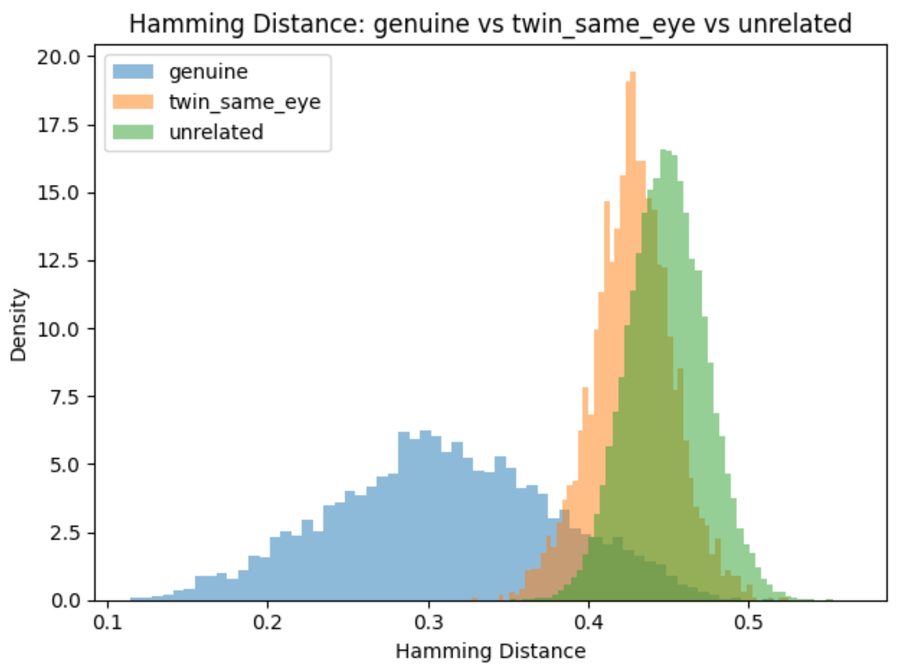 Hamming Distance: genuine vs twin_same_eye vs unrelated
20.0
17.5
15.0
12.5
10.0
7.5
5.0
2.5
0.0
Density
genuine
twin_same_eye
unrelated
0.1
0.2
0.3
0.4
0.5
Hamming Distance